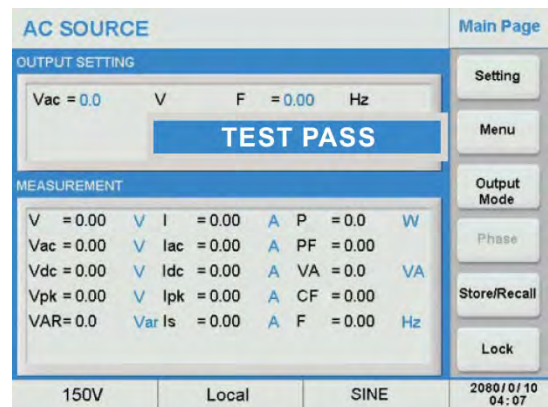 AC SOURCE
Main Page
OUTPUT SETTING
Vac = 0.0 V F = 0.00 Hz
TEST PASS
MEASUREMENT
V = 0.00 V I = 0.00 A P = 0.0 W
Vac = 0.00 V Iac = 0.00 A PF = 0.00
Vdc = 0.00 V Idc = 0.00 A VA = 0.0 VA
Vpk = 0.00 V Ipk = 0.00 A CF = 0.00
VAR= 0.0 Var Is = 0.00 A F = 0.00 Hz
Setting
Menu
Output
Mode
Phase
Store/Recall
Lock
150V Local SINE
2080/0/10
04:07